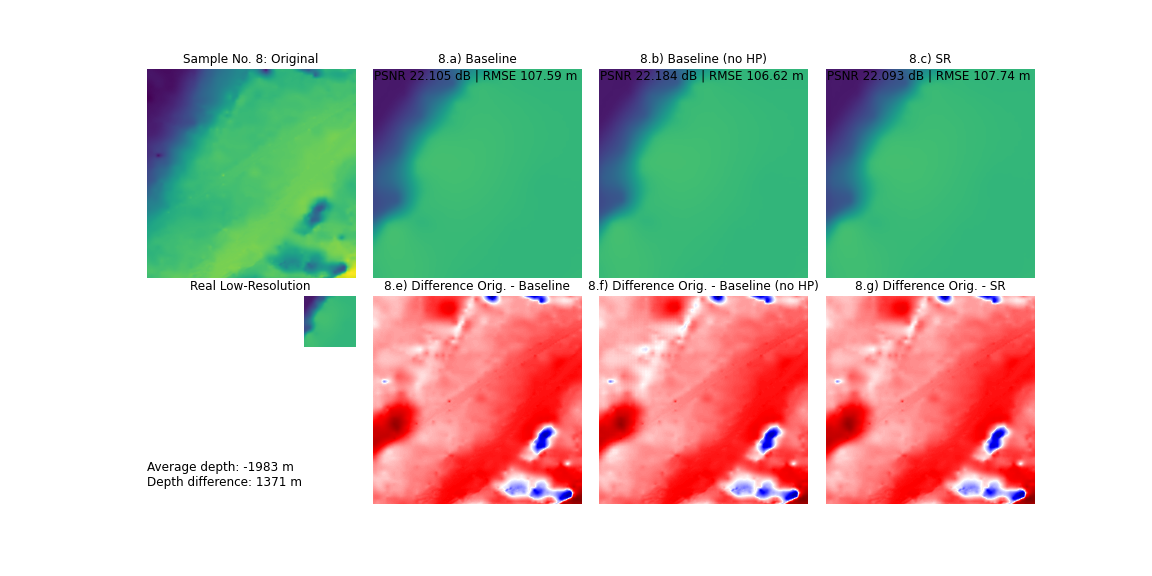 Sample No. 8: Original
8.a) Baseline
8.b) Baseline (no HP)
8.c) SR
PSNR 22.105 dB | RMSE 107.59 m
PSNR 22.184 dB | RMSE 106.62 m
PSNR 22.093 dB | RMSE 107.74 m
Real Low-Resolution
8.e) Difference Orig. - Baseline
8.f) Difference Orig. - Baseline (no HP)
8.g) Difference Orig. - SR
Average depth: -1983 m
Depth difference: 1371 m